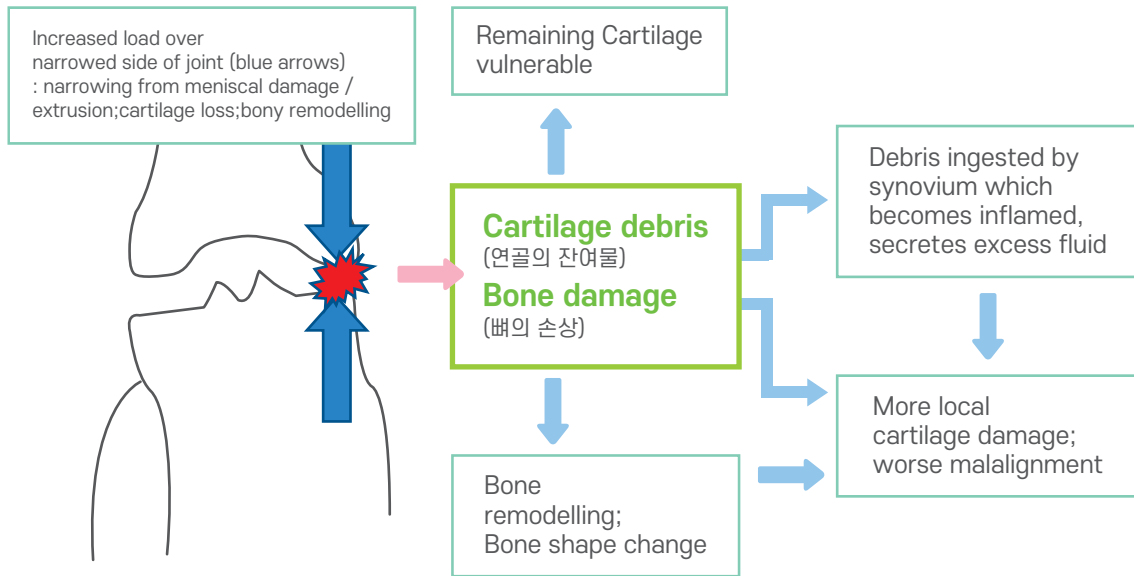 Increased load over
narrowed side of joint (blue arrows)
: narrowing from meniscal damage /
extrusion;cartilage loss;bony remodelling
Remaining Cartilage
vulnerable
Cartilage debris
(연골의 잔여물)
Bone damage
(뼈의 손상)
Debris ingested by
synovium which
becomes inflamed,
secretes excess fluid
More local
cartilage damage;
worse malalignment
Bone
remodelling;
Bone shape change